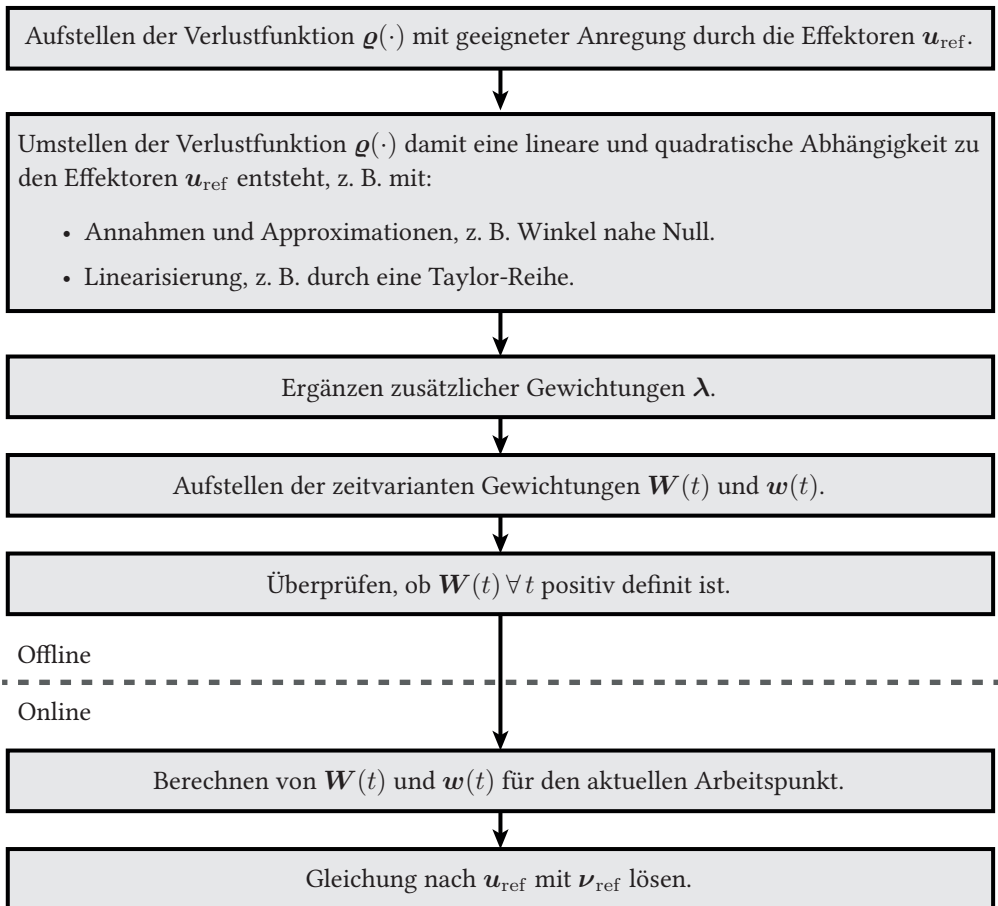 Aufstellen der Verlustfunktion ϱ(·) mit geeigneter Anregung durch die Effektoren u_ref.
Umstellen der Verlustfunktion ϱ(·) damit eine lineare und quadratische Abhängigkeit zu
den Effektoren u_ref entsteht, z. B. mit:
• Annahmen und Approximationen, z. B. Winkel nahe Null.
• Linearisierung, z. B. durch eine Taylor-Reihe.
Ergänzen zusätzlicher Gewichtungen λ.
Aufstellen der zeitvarianten Gewichtungen W(t) und w(t).
Überprüfen, ob W(t) ∀ t positiv definit ist.
Offline
Online
Berechnen von W(t) und w(t) für den aktuellen Arbeitspunkt.
Gleichung nach u_ref mit ν_ref lösen.